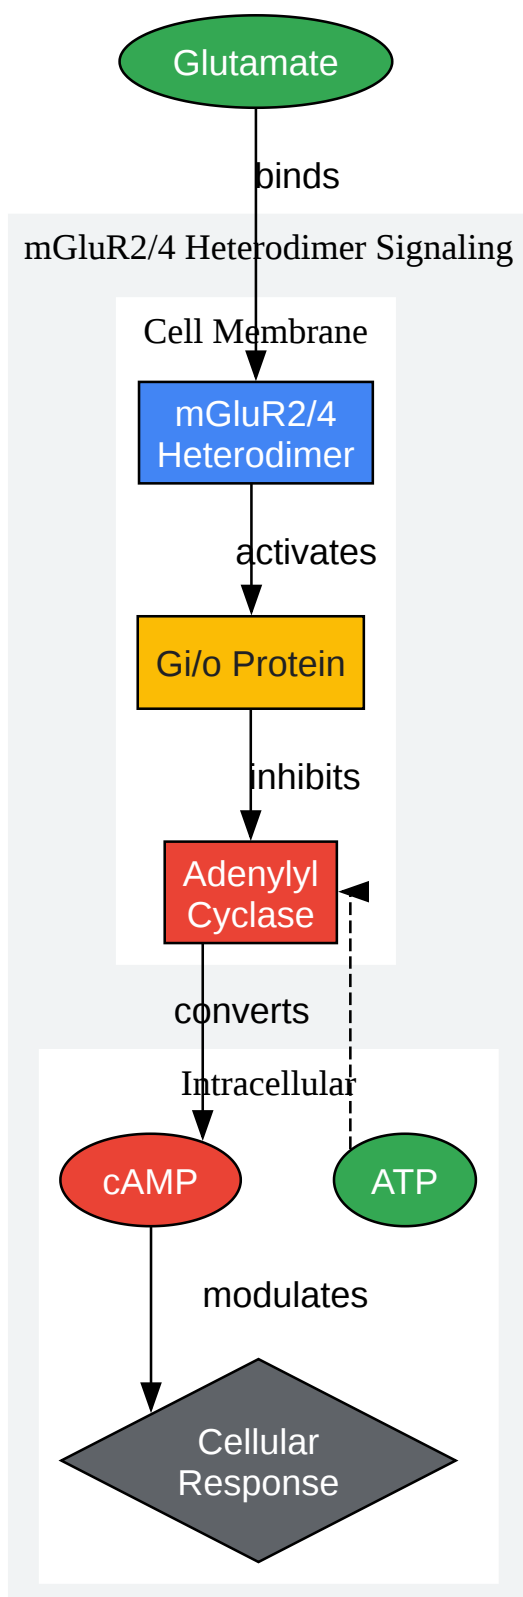 Glutamate
binds
mGluR2/4 Heterodimer Signaling
Cell Membrane
mGluR2/4
Heterodimer
activates
Gi/o Protein
inhibits
Adenylyl
Cyclase
converts
Intracellular
cAMP
ATP
modulates
Cellular
Response